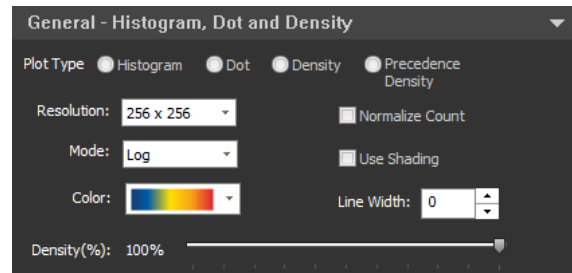 General - Histogram, Dot and Density
Plot Type Histogram Dot Density Precedence
Density
Resolution: 256 x 256 Normalize Count
Mode: Log Use Shading
Color: Line Width: 0
Density(%): 100%